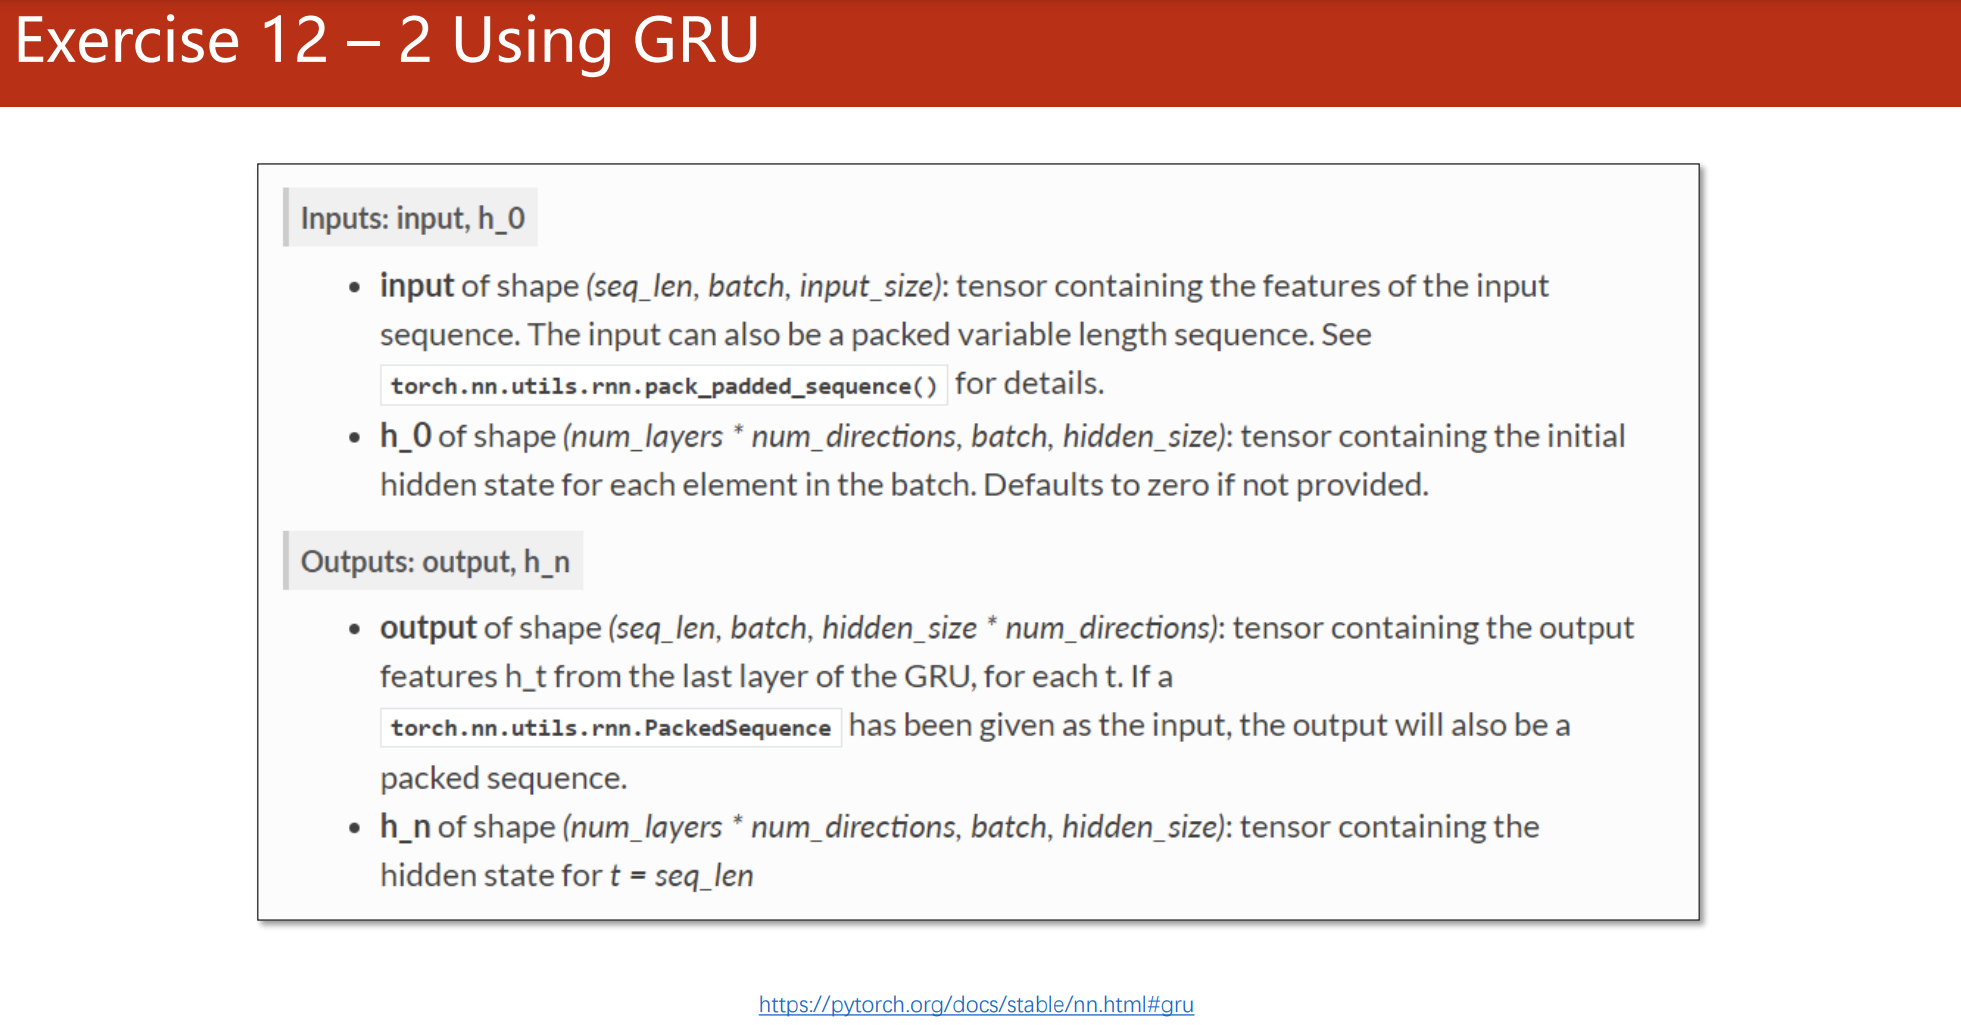 Exercise 12 – 2 Using GRU
Inputs: input, h_0
• input of shape (seq_len, batch, input_size): tensor containing the features of the input
sequence. The input can also be a packed variable length sequence. See
torch.nn.utils.rnn.pack_padded_sequence() for details.
• h_0 of shape (num_layers * num_directions, batch, hidden_size): tensor containing the initial
hidden state for each element in the batch. Defaults to zero if not provided.
Outputs: output, h_n
• output of shape (seq_len, batch, hidden_size * num_directions): tensor containing the output
features h_t from the last layer of the GRU, for each t. If a
torch.nn.utils.rnn.PackedSequence has been given as the input, the output will also be a
packed sequence.
• h_n of shape (num_layers * num_directions, batch, hidden_size): tensor containing the
hidden state for t = seq_len
https://pytorch.org/docs/stable/nn.html#gru